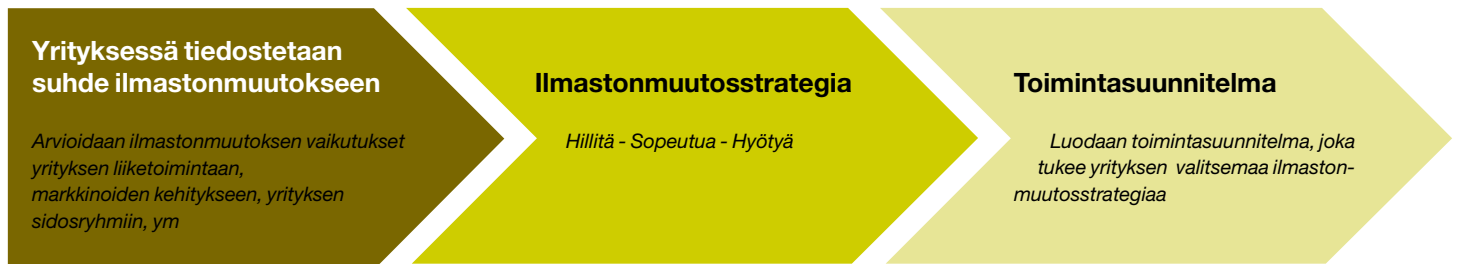 Yrityksessä tiedostetaan
suhde ilmastonmuutokseen
Arvioidaan ilmastonmuutoksen vaikutukset
yrityksen liiketoimintaan,
markkinoiden kehitykseen, yrityksen
sidosryhmiin, ym
Ilmastonmuutosstrategia
Hillitä - Sopeutua - Hyötyä
Toimintasuunnitelma
Luodaan toimintasuunnitelma, joka
tukee yrityksen valitsemaa ilmaston-
muutosstrategiaa